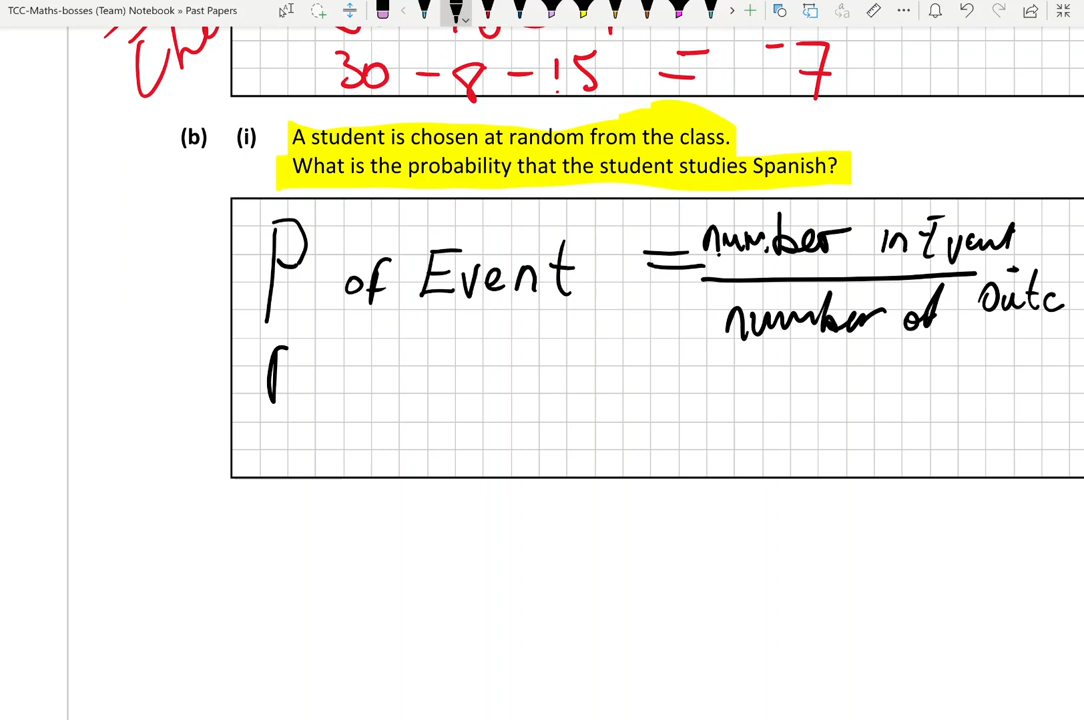 TCC-Maths-bosses (Team) Notebook » Past Papers
30 - 8 - 15 = -7
(b) (i) A student is chosen at random from the class.
What is the probability that the student studies Spanish?
P of Event = number in Event
number of Outc